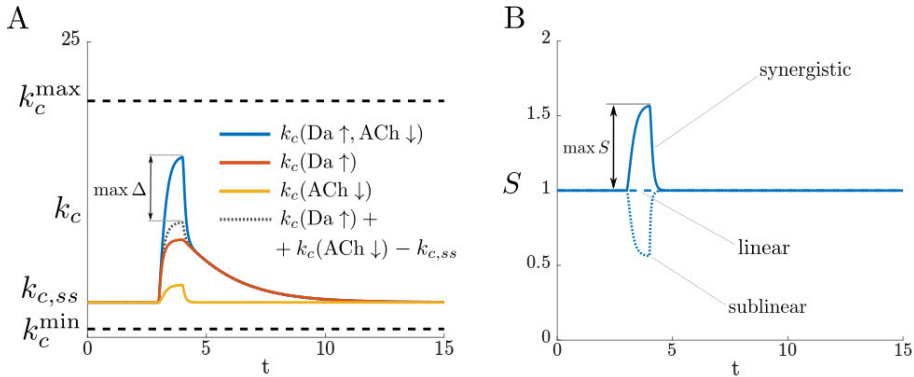 A
25
k_c^max
k_c(Da ↑, ACh ↓)
k_c(Da ↑)
k_c(ACh ↓)
k_c(Da ↑) +
+ k_c(ACh ↓) − k_c,ss
max Δ
k_c
k_c,ss
k_c^min
0 5 10 15
t
B
2
1.5
1
0.5
0
S
max S
synergistic
linear
sublinear
0 5 10 15
t